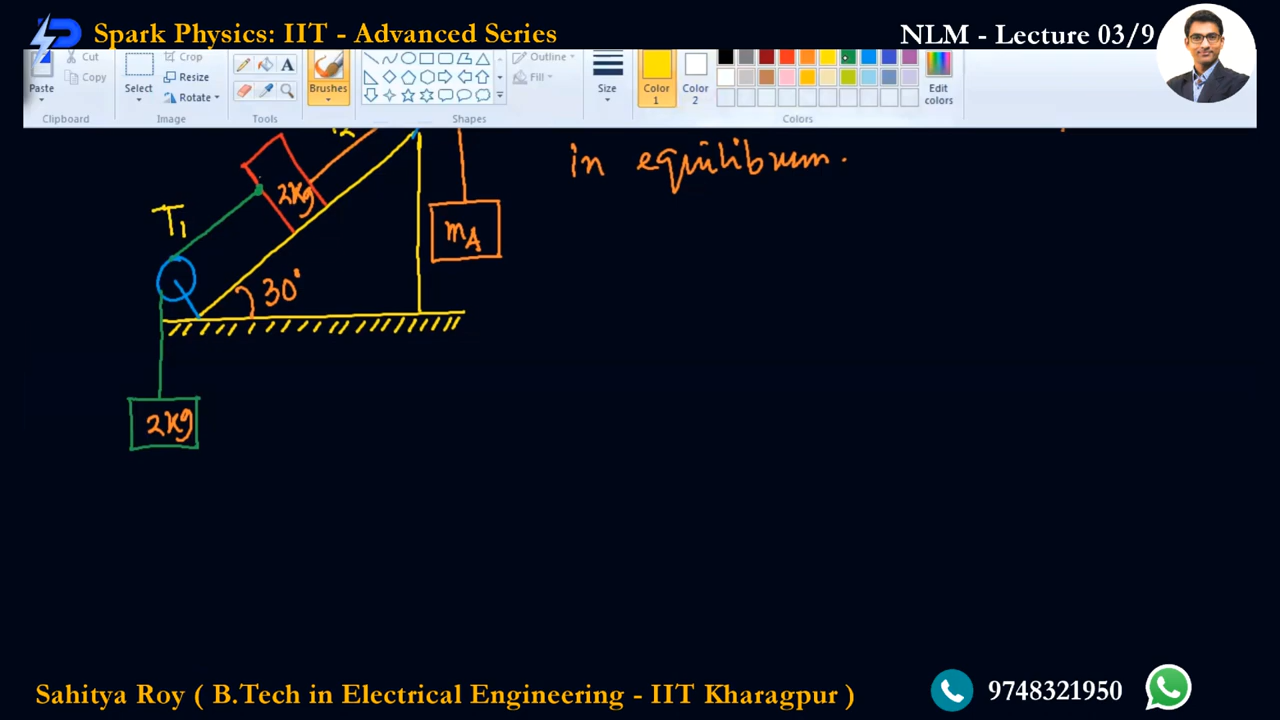 Spark Physics: IIT - Advanced Series
NLM - Lecture 03/9
Paste
Cut
Copy
Clipboard
Select
Crop
Resize
Rotate
Image
A
Tools
Brushes
Shapes
Outline
Fill
Size
Color 1
Color 2
Edit colors
Colors
in equilibrium.
2kg
T1
mA
30°
2kg
Sahitya Roy ( B.Tech in Electrical Engineering - IIT Kharagpur )
9748321950